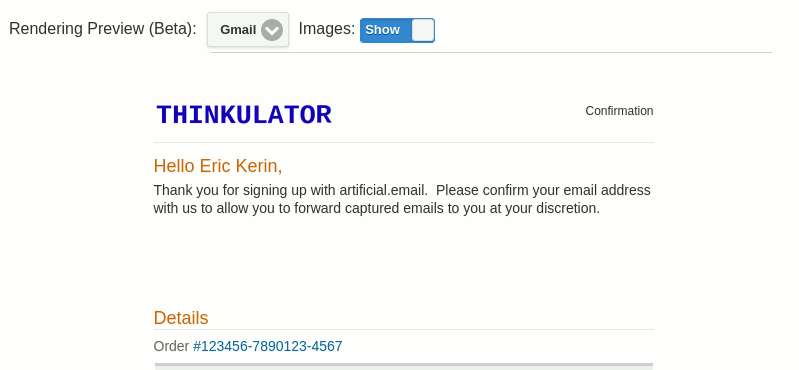 Rendering Preview (Beta): Gmail Images: Show
THINKULATOR Confirmation
Hello Eric Kerin,
Thank you for signing up with artificial.email.  Please confirm your email address
with us to allow you to forward captured emails to you at your discretion.
Details
Order #123456-7890123-4567